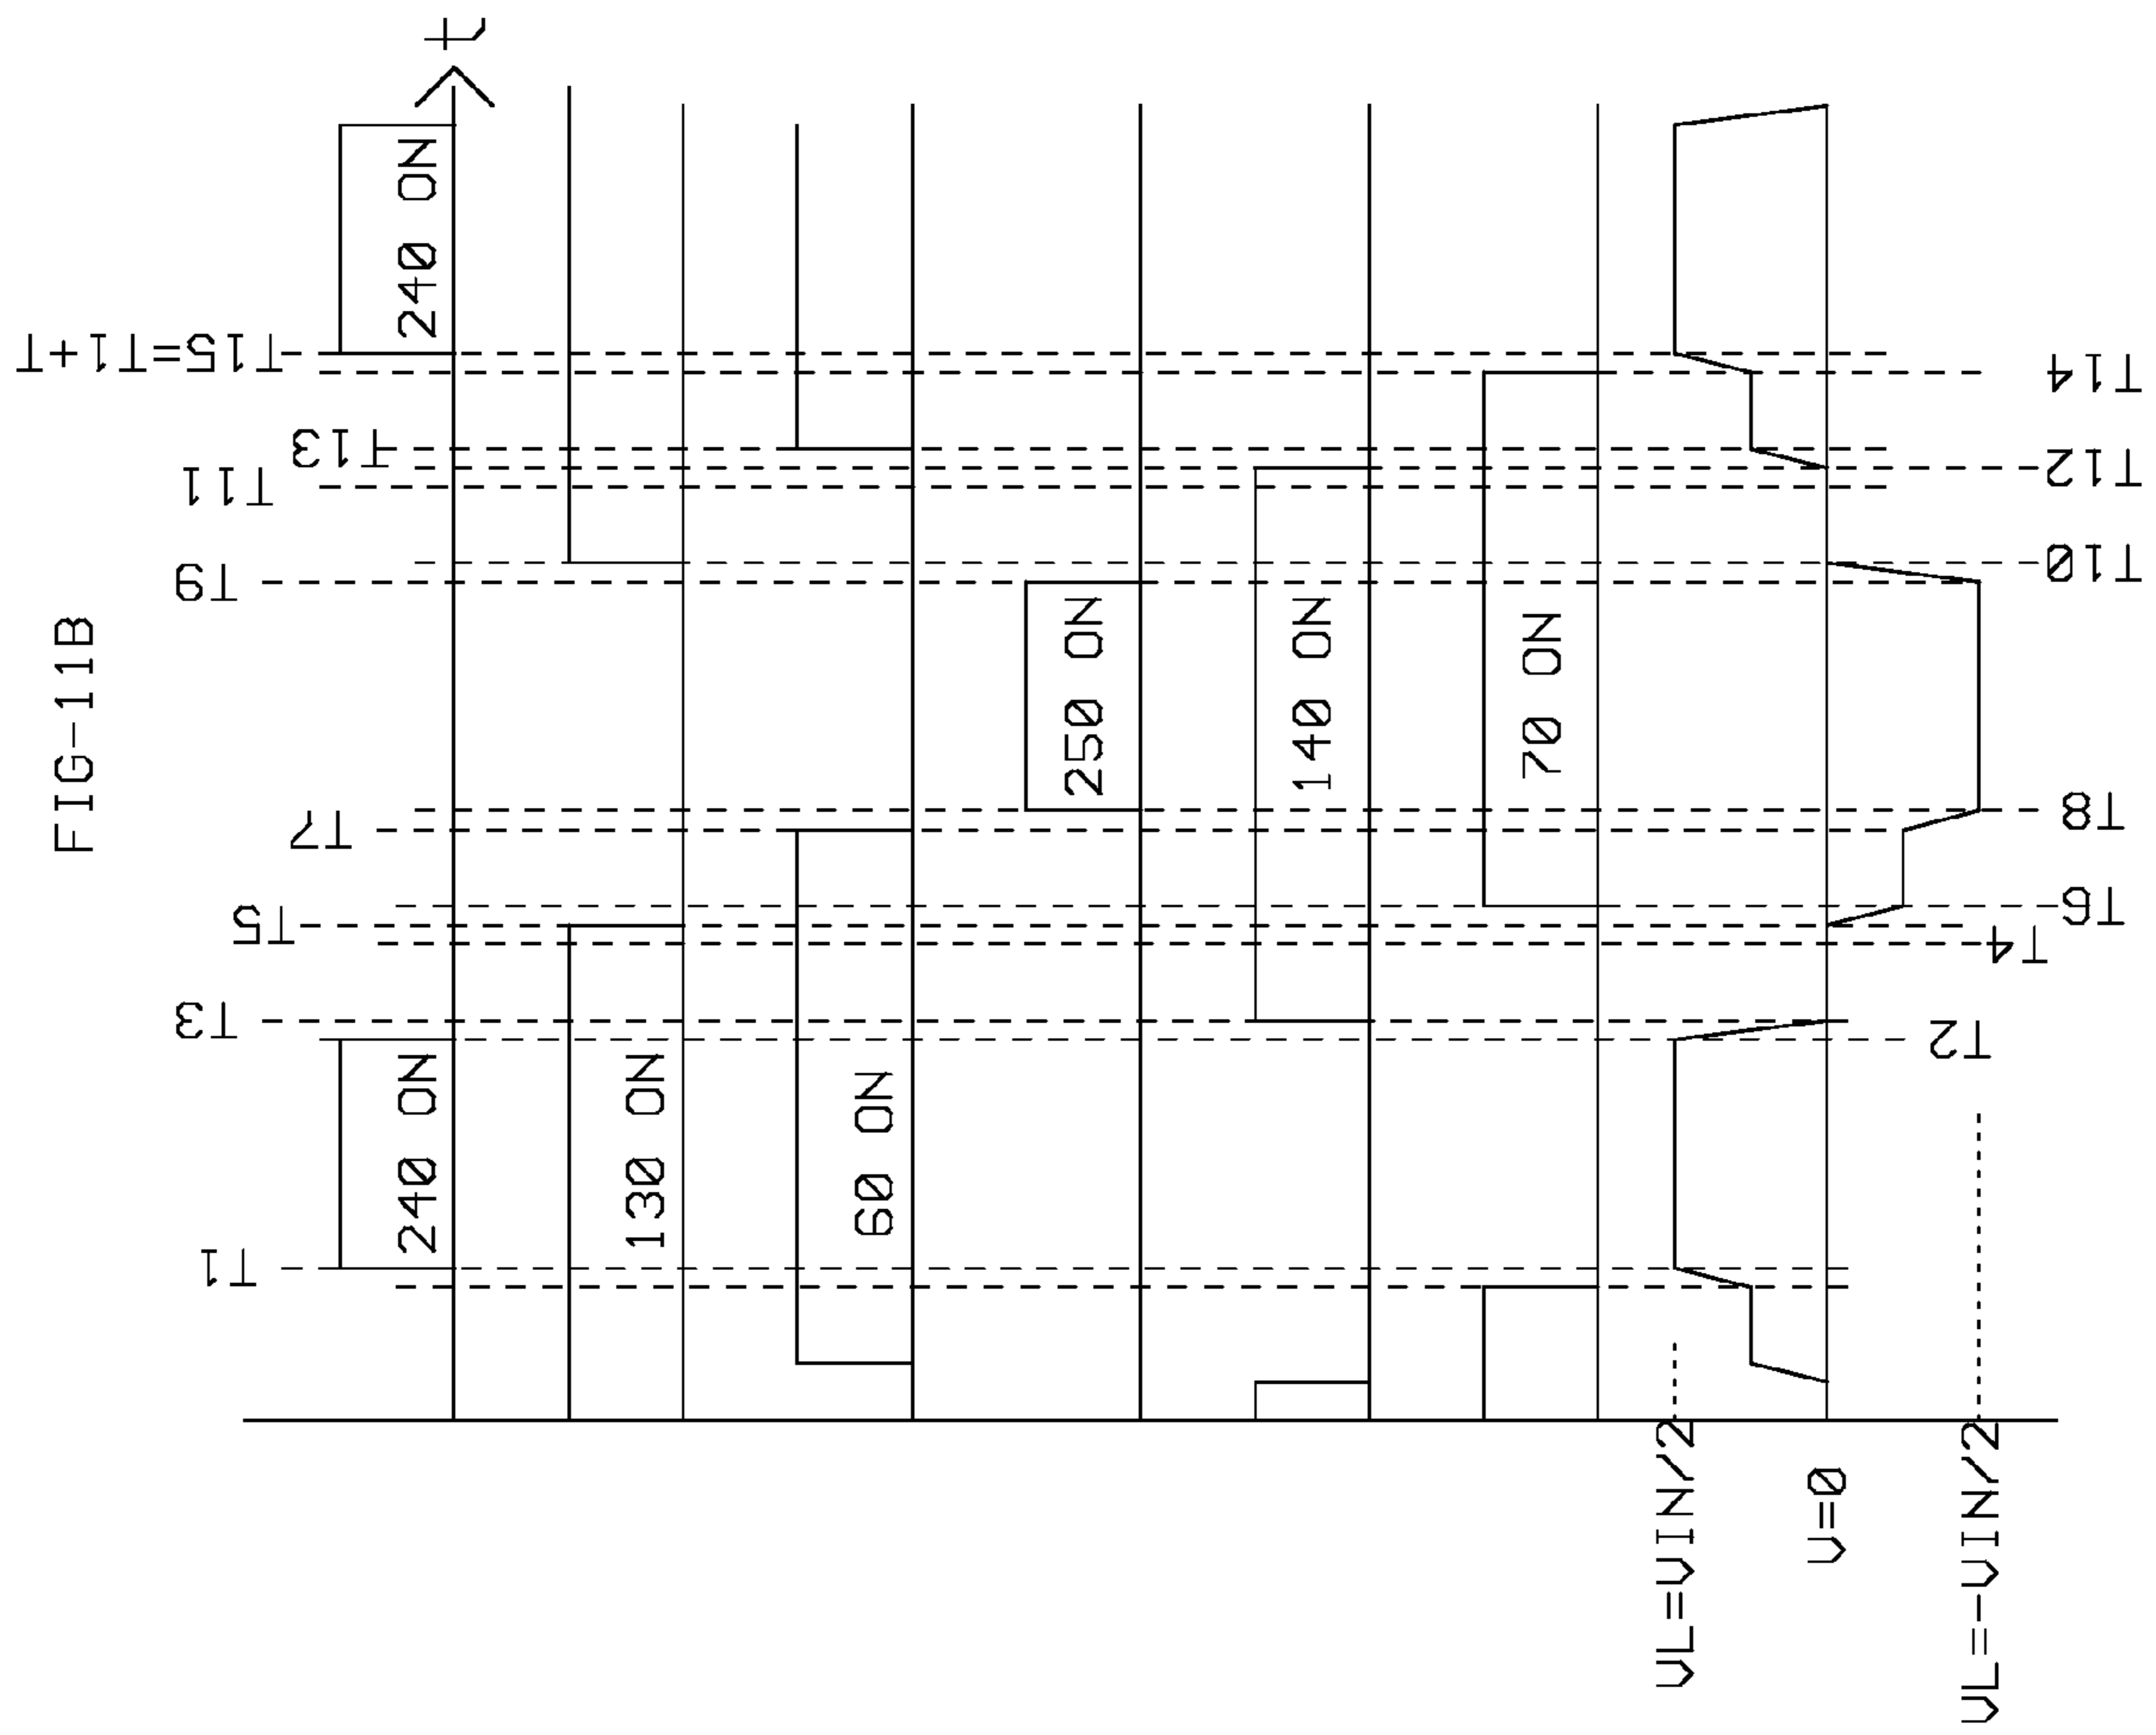 FIG-11B
T1
T3
T5
T7
T9
T11
T13
T15=T1+T
240 ON
240 ON
t
130 ON
60 ON
250 ON
140 ON
70 ON
VL=VIN/2
V=0
VL=-VIN/2
T2
T4
T6
T8
T10
T12
T14